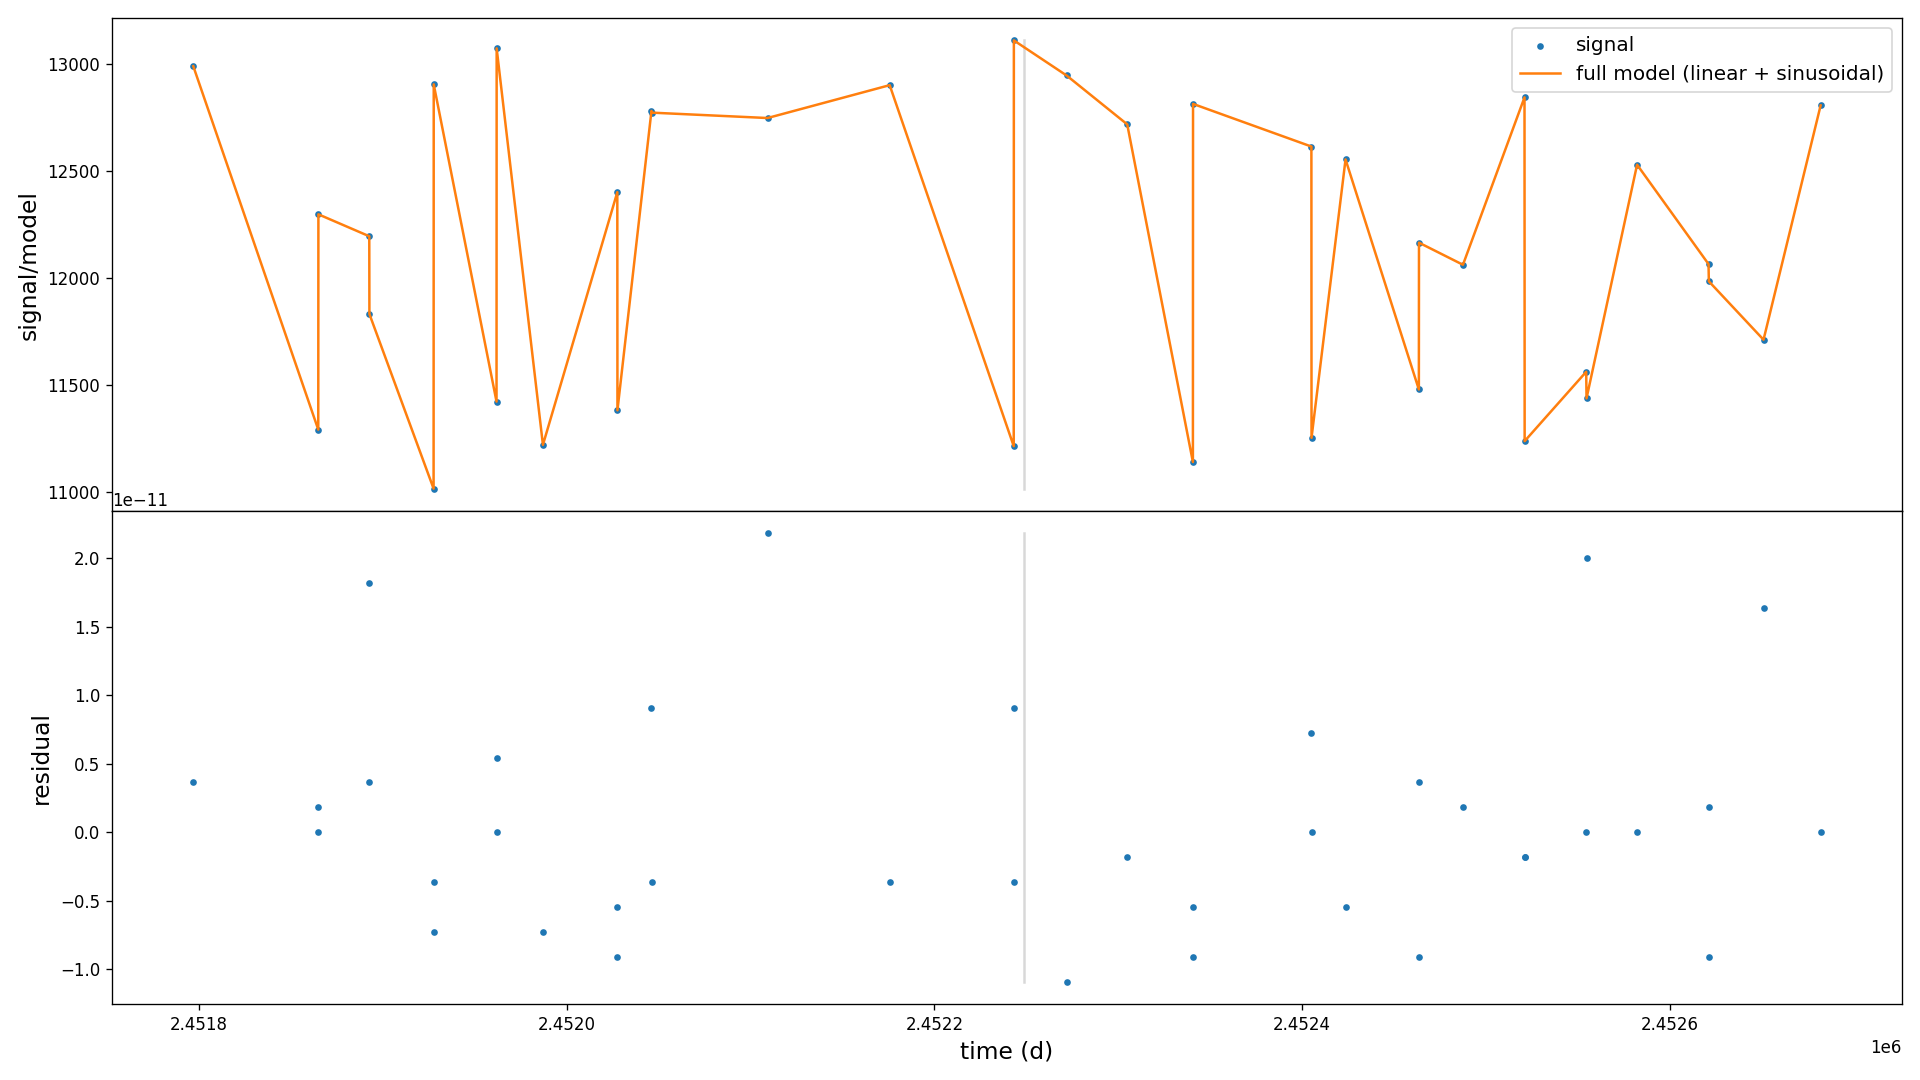 signal
full model (linear + sinusoidal)
13000
12500
12000
11500
11000
signal/model
1e−11
2.0
1.5
1.0
0.5
0.0
−0.5
−1.0
residual
2.4518
2.4520
2.4522
2.4524
2.4526
time (d)
1e6